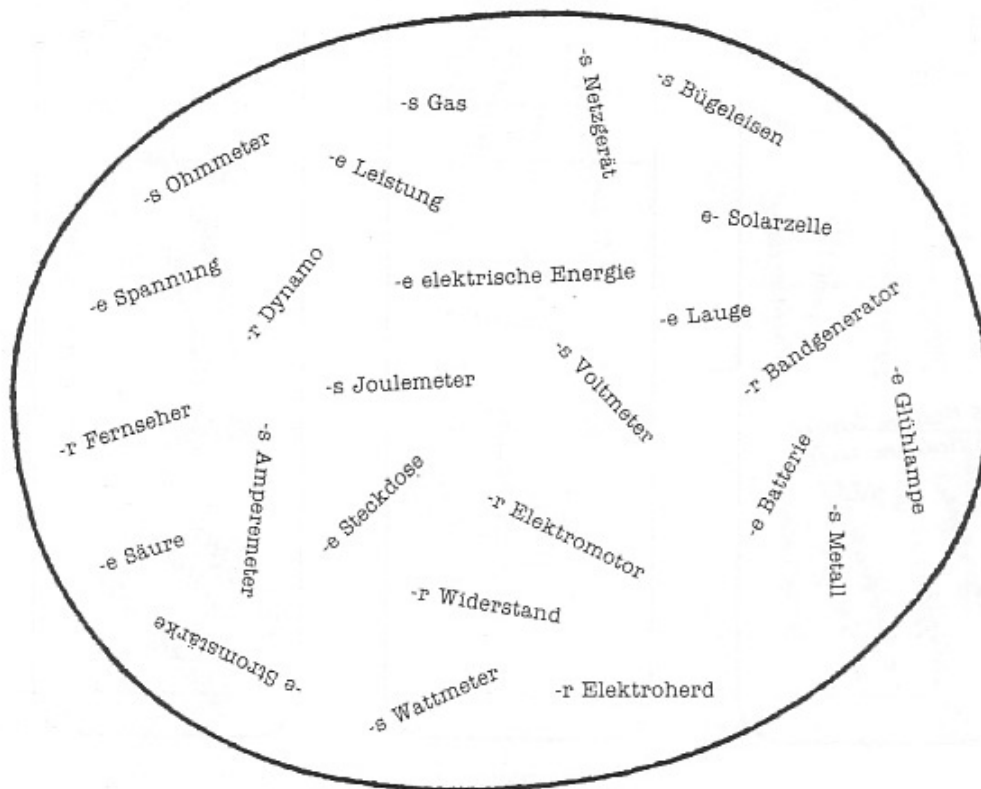 -s Gas
-s Netzgerät
-s Bügeleisen
-s Ohmmeter
-e Leistung
e- Solarzelle
-e Spannung
-r Dynamo
-e elektrische Energie
-e Lauge
-r Bandgenerator
-s Joulemeter
-s Voltmeter
-e Glühlampe
-r Fernseher
-s Amperemeter
-e Steckdose
-r Elektromotor
-e Batterie
-s Metall
-e Säure
-r Widerstand
-e Stromstärke
-s Wattmeter
-r Elektroherd